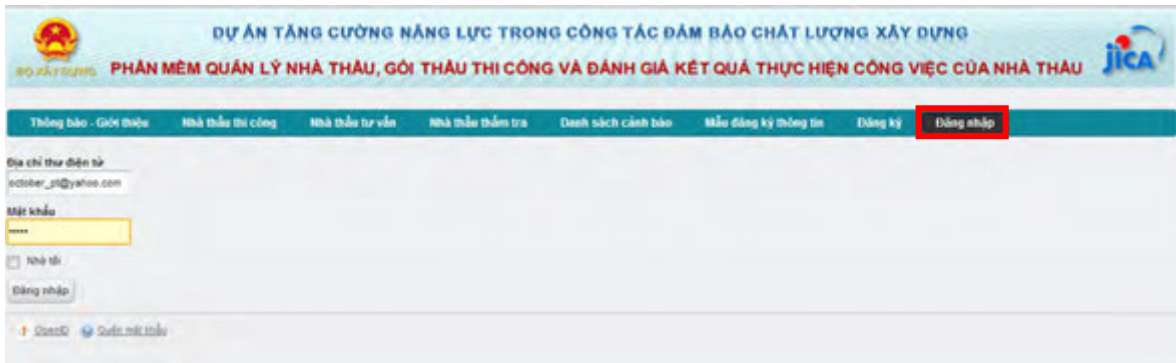 DỰ ÁN TĂNG CƯỜNG NĂNG LỰC TRONG CÔNG TÁC ĐẢM BẢO CHẤT LƯỢNG XÂY DỰNG
BỘ XÂY DỰNG
PHẦN MỀM QUẢN LÝ NHÀ THẦU, GÓI THẦU THI CÔNG VÀ ĐÁNH GIÁ KẾT QUẢ THỰC HIỆN CÔNG VIỆC CỦA NHÀ THẦU
jica
Thông báo - Giới thiệu Nhà thầu thi công Nhà thầu tư vấn Nhà thầu thẩm tra Danh sách cảnh báo Mẫu đăng ký thông tin Đăng ký Đăng nhập
Địa chỉ thư điện tử
october_ptl@yahoo.com
Mật khẩu
•••••
Nhớ tôi
Đăng nhập
OpenID Quên mật khẩu